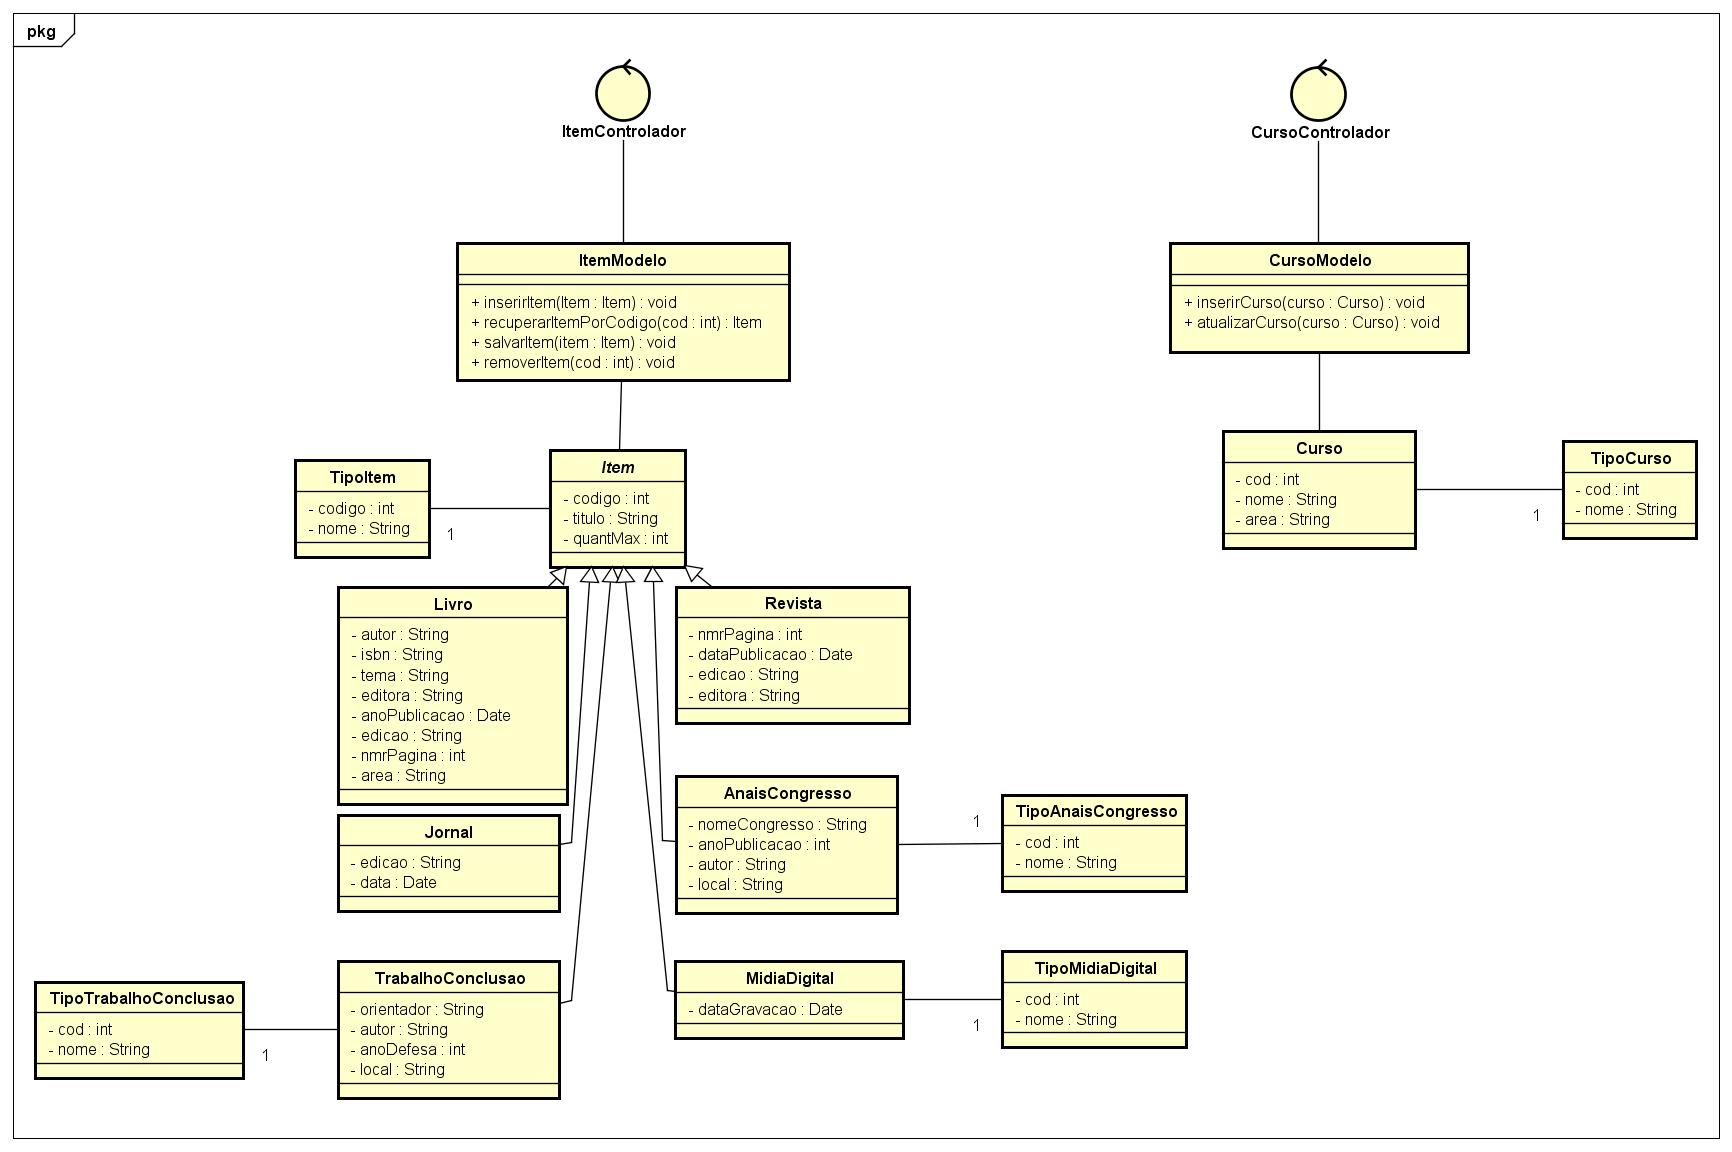 pkg
ItemControlador
CursoControlador
ItemModelo
+ inserirItem(Item : Item) : void
+ recuperarItemPorCodigo(cod : int) : Item
+ salvarItem(item : Item) : void
+ removerItem(cod : int) : void
CursoModelo
+ inserirCurso(curso : Curso) : void
+ atualizarCurso(curso : Curso) : void
TipoItem
- codigo : int
- nome : String
1
Item
- codigo : int
- titulo : String
- quantMax : int
Curso
- cod : int
- nome : String
- area : String
1
TipoCurso
- cod : int
- nome : String
Livro
- autor : String
- isbn : String
- tema : String
- editora : String
- anoPublicacao : Date
- edicao : String
- nmrPagina : int
- area : String
Revista
- nmrPagina : int
- dataPublicacao : Date
- edicao : String
- editora : String
Jornal
- edicao : String
- data : Date
AnaisCongresso
- nomeCongresso : String
- anoPublicacao : int
- autor : String
- local : String
1
TipoAnaisCongresso
- cod : int
- nome : String
TipoTrabalhoConclusao
- cod : int
- nome : String
1
TrabalhoConclusao
- orientador : String
- autor : String
- anoDefesa : int
- local : String
MidiaDigital
- dataGravacao : Date
1
TipoMidiaDigital
- cod : int
- nome : String